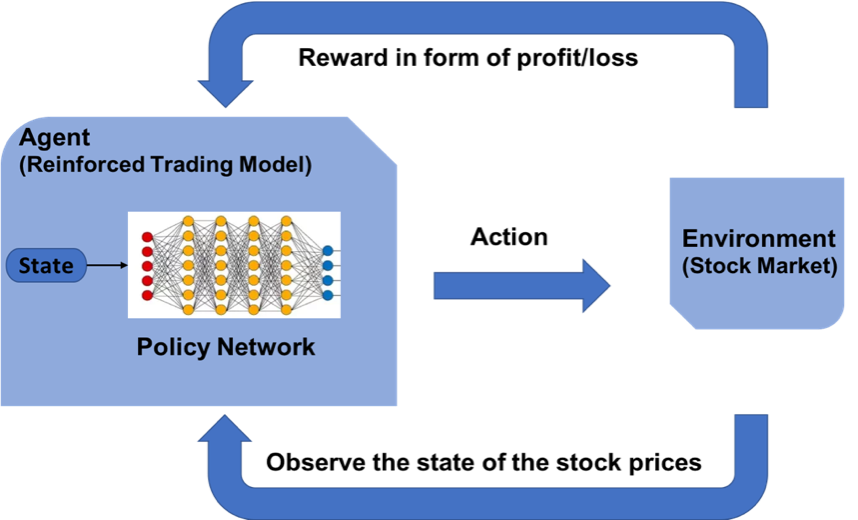 Reward in form of profit/loss
Agent
(Reinforced Trading Model)
State
Policy Network
Action
Environment
(Stock Market)
Observe the state of the stock prices